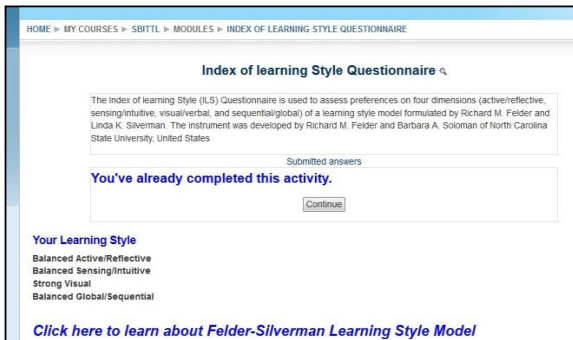 HOME ► MY COURSES ► SBITTL ► MODULES ► INDEX OF LEARNING STYLE QUESTIONNAIRE
Index of learning Style Questionnaire
The Index of learning Style (ILS) Questionnaire is used to assess preferences on four dimensions (active/reflective,
sensing/intuitive, visual/verbal, and sequential/global) of a learning style model formulated by Richard M. Felder and
Linda K. Silverman. The instrument was developed by Richard M. Felder and Barbara A. Soloman of North Carolina
State University, United States
Submitted answers
You've already completed this activity.
Continue
Your Learning Style
Balanced Active/Reflective
Balanced Sensing/Intuitive
Strong Visual
Balanced Global/Sequential
Click here to learn about Felder-Silverman Learning Style Model